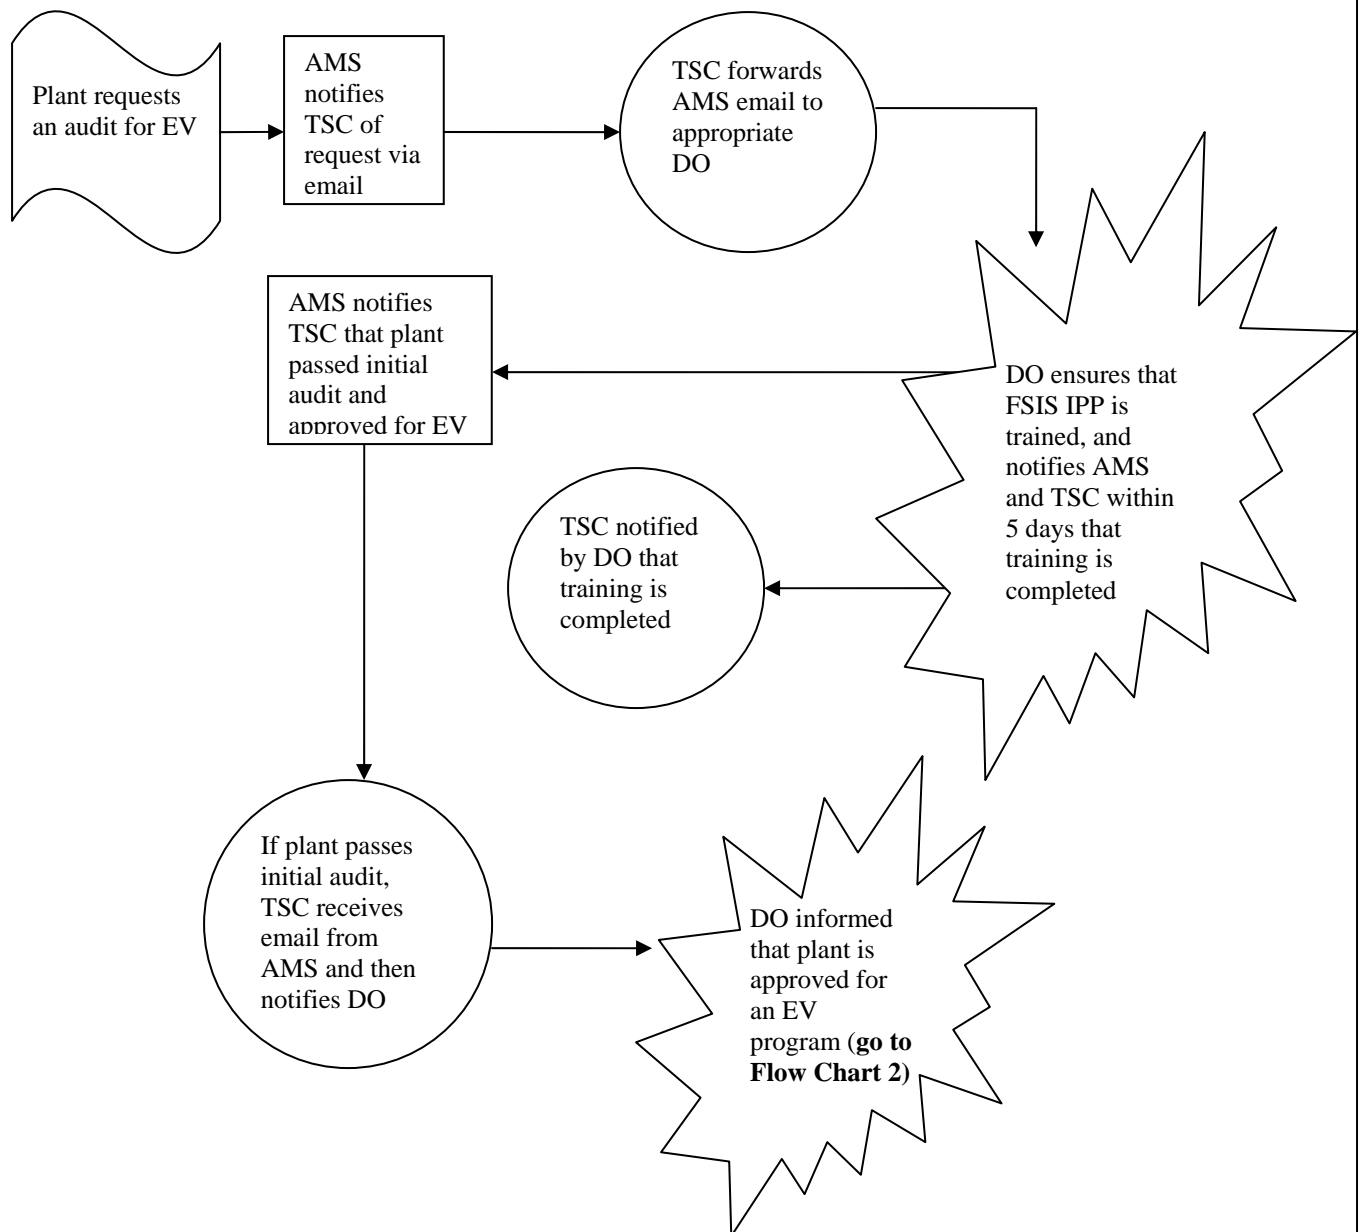 Plant requests
an audit for EV
AMS
notifies
TSC of
request via
email
TSC forwards
AMS email to
appropriate
DO
DO ensures that
FSIS IPP is
trained, and
notifies AMS
and TSC within
5 days that
training is
completed
AMS notifies
TSC that plant
passed initial
audit and
approved for EV
TSC notified
by DO that
training is
completed
If plant passes
initial audit,
TSC receives
email from
AMS and then
notifies DO
DO informed
that plant is
approved for
an EV
program (go to
Flow Chart 2)